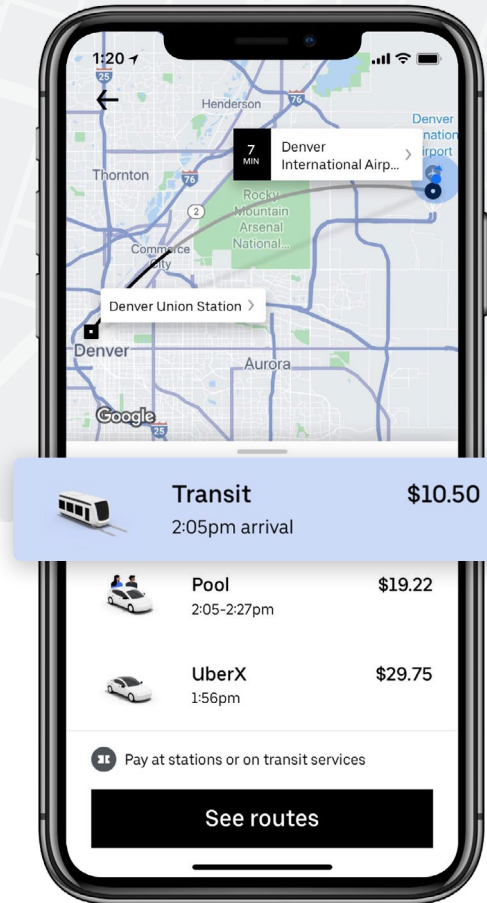 1:20
25
Henderson
76
Denver
nation
irport
7
MIN
Denver
International Airp...
Thornton
76
Rocky
Mountain
Arsenal
National...
2
Commerce
City
Denver Union Station
Denver
Aurora
Google
25
Transit
$10.50
2:05pm arrival
Pool
$19.22
2:05-2:27pm
UberX
$29.75
1:56pm
Pay at stations or on transit services
See routes